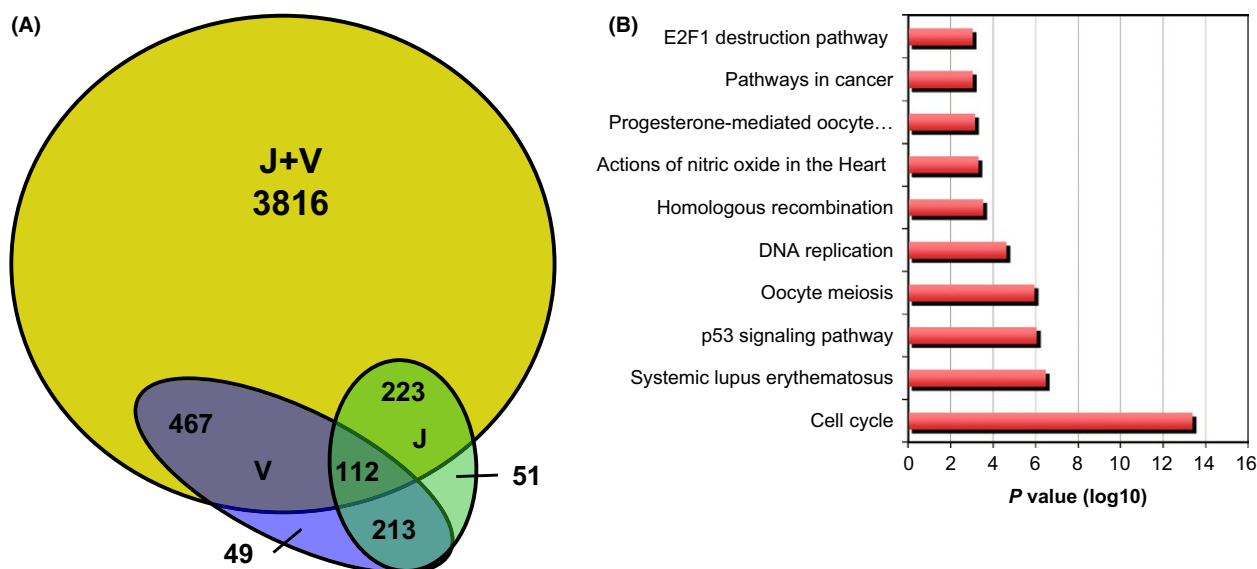 (A)
J+V
3816
467
V
223
J
112
51
213
49
(B)
E2F1 destruction pathway
Pathways in cancer
Progesterone-mediated oocyte…
Actions of nitric oxide in the Heart
Homologous recombination
DNA replication
Oocyte meiosis
p53 signaling pathway
Systemic lupus erythematosus
Cell cycle
0 2 4 6 8 10 12 14 16
P value (log10)